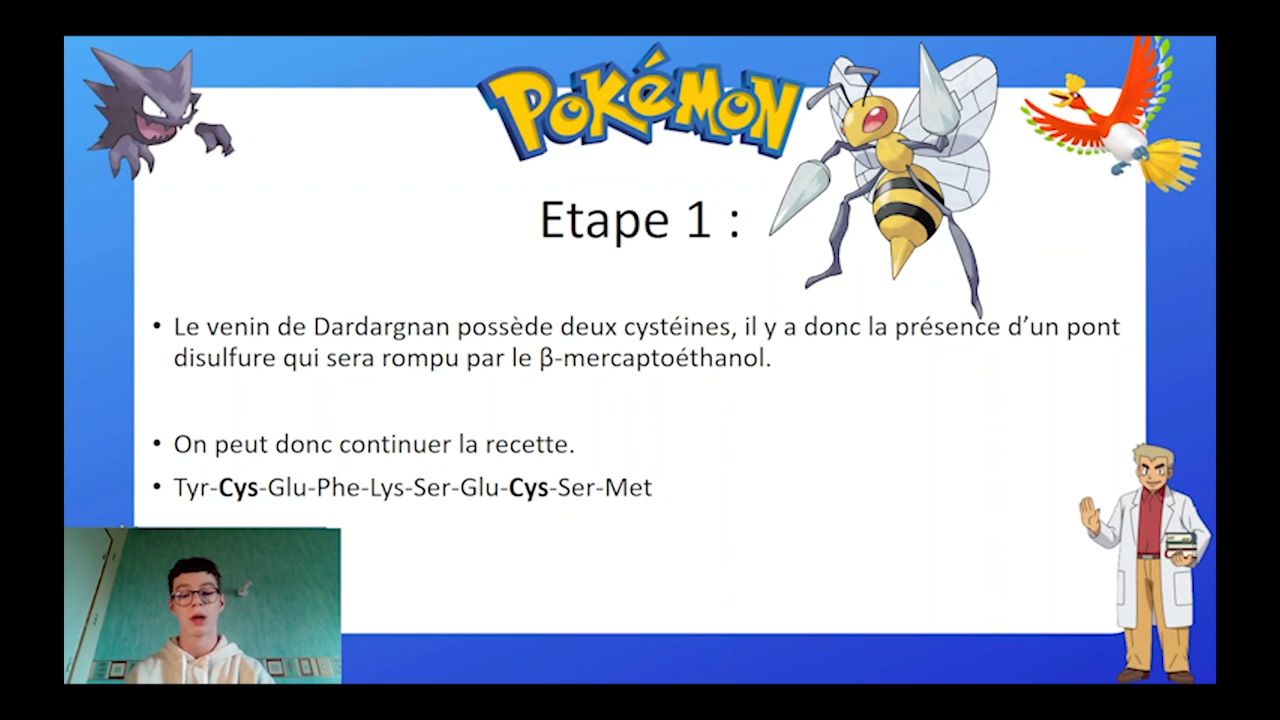 POKéMON
Etape 1 :
• Le venin de Dardargnan possède deux cystéines, il y a donc la présence d’un pont
disulfure qui sera rompu par le β-mercaptoéthanol.
• On peut donc continuer la recette.
• Tyr-Cys-Glu-Phe-Lys-Ser-Glu-Cys-Ser-Met